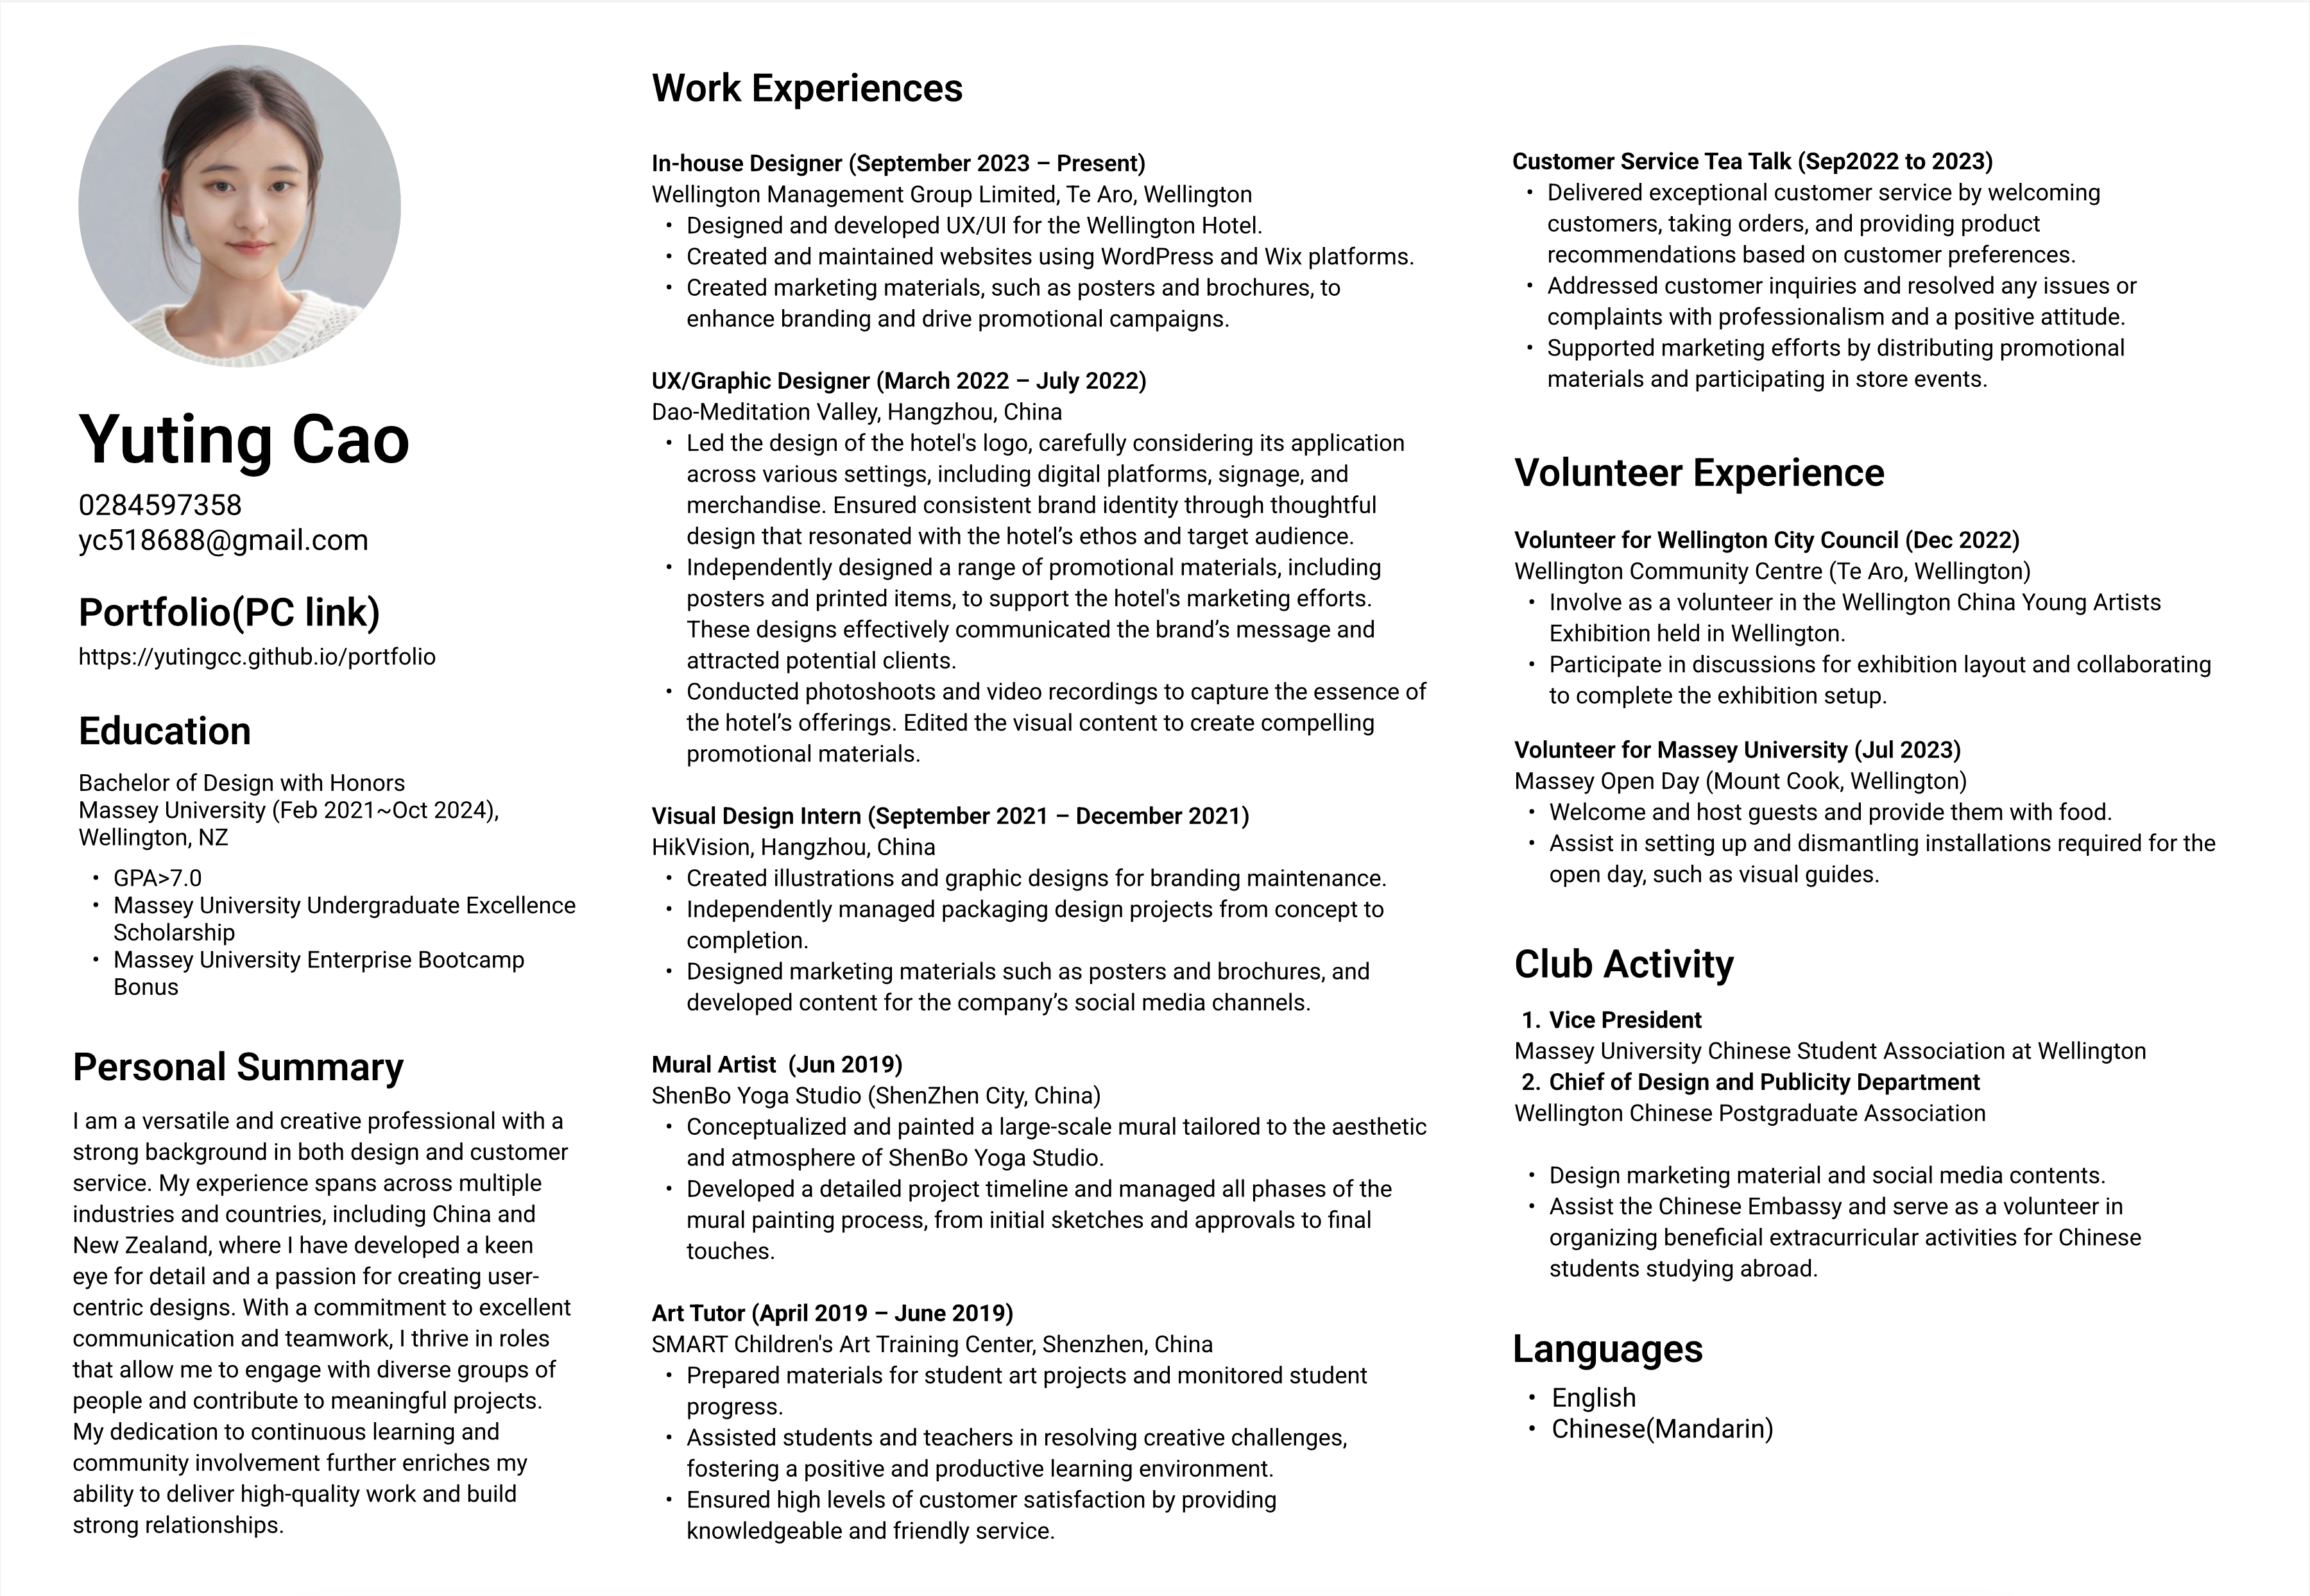 Yuting Cao
0284597358
yc518688@gmail.com
Portfolio(PC link)
https://yutingcc.github.io/portfolio
Education
Bachelor of Design with Honors
Massey University (Feb 2021~Oct 2024),
Wellington, NZ
• GPA>7.0
• Massey University Undergraduate Excellence
Scholarship
• Massey University Enterprise Bootcamp
Bonus
Personal Summary
I am a versatile and creative professional with a
strong background in both design and customer
service. My experience spans across multiple
industries and countries, including China and
New Zealand, where I have developed a keen
eye for detail and a passion for creating user-
centric designs. With a commitment to excellent
communication and teamwork, I thrive in roles
that allow me to engage with diverse groups of
people and contribute to meaningful projects.
My dedication to continuous learning and
community involvement further enriches my
ability to deliver high-quality work and build
strong relationships.
Work Experiences
In-house Designer (September 2023 – Present)
Wellington Management Group Limited, Te Aro, Wellington
• Designed and developed UX/UI for the Wellington Hotel.
• Created and maintained websites using WordPress and Wix platforms.
• Created marketing materials, such as posters and brochures, to
enhance branding and drive promotional campaigns.
UX/Graphic Designer (March 2022 – July 2022)
Dao-Meditation Valley, Hangzhou, China
• Led the design of the hotel's logo, carefully considering its application
across various settings, including digital platforms, signage, and
merchandise. Ensured consistent brand identity through thoughtful
design that resonated with the hotel’s ethos and target audience.
• Independently designed a range of promotional materials, including
posters and printed items, to support the hotel's marketing efforts.
These designs effectively communicated the brand’s message and
attracted potential clients.
• Conducted photoshoots and video recordings to capture the essence of
the hotel’s offerings. Edited the visual content to create compelling
promotional materials.
Visual Design Intern (September 2021 – December 2021)
HikVision, Hangzhou, China
• Created illustrations and graphic designs for branding maintenance.
• Independently managed packaging design projects from concept to
completion.
• Designed marketing materials such as posters and brochures, and
developed content for the company’s social media channels.
Mural Artist (Jun 2019)
ShenBo Yoga Studio (ShenZhen City, China)
• Conceptualized and painted a large-scale mural tailored to the aesthetic
and atmosphere of ShenBo Yoga Studio.
• Developed a detailed project timeline and managed all phases of the
mural painting process, from initial sketches and approvals to final
touches.
Art Tutor (April 2019 – June 2019)
SMART Children's Art Training Center, Shenzhen, China
• Prepared materials for student art projects and monitored student
progress.
• Assisted students and teachers in resolving creative challenges,
fostering a positive and productive learning environment.
• Ensured high levels of customer satisfaction by providing
knowledgeable and friendly service.
Customer Service Tea Talk (Sep2022 to 2023)
• Delivered exceptional customer service by welcoming
customers, taking orders, and providing product
recommendations based on customer preferences.
• Addressed customer inquiries and resolved any issues or
complaints with professionalism and a positive attitude.
• Supported marketing efforts by distributing promotional
materials and participating in store events.
Volunteer Experience
Volunteer for Wellington City Council (Dec 2022)
Wellington Community Centre (Te Aro, Wellington)
• Involve as a volunteer in the Wellington China Young Artists
Exhibition held in Wellington.
• Participate in discussions for exhibition layout and collaborating
to complete the exhibition setup.
Volunteer for Massey University (Jul 2023)
Massey Open Day (Mount Cook, Wellington)
• Welcome and host guests and provide them with food.
• Assist in setting up and dismantling installations required for the
open day, such as visual guides.
Club Activity
1. Vice President
Massey University Chinese Student Association at Wellington
2. Chief of Design and Publicity Department
Wellington Chinese Postgraduate Association
• Design marketing material and social media contents.
• Assist the Chinese Embassy and serve as a volunteer in
organizing beneficial extracurricular activities for Chinese
students studying abroad.
Languages
• English
• Chinese(Mandarin)